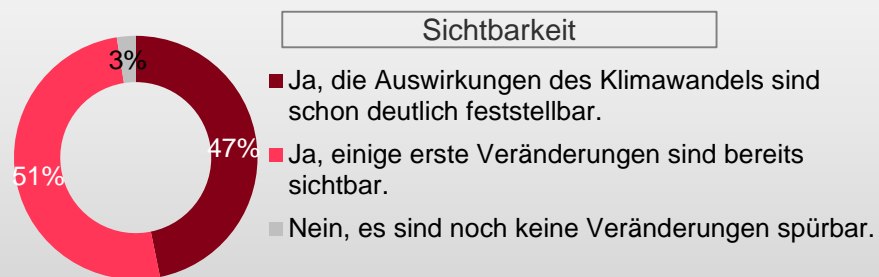 Sichtbarkeit
3%
47%
51%
Ja, die Auswirkungen des Klimawandels sind
schon deutlich feststellbar.
Ja, einige erste Veränderungen sind bereits
sichtbar.
Nein, es sind noch keine Veränderungen spürbar.